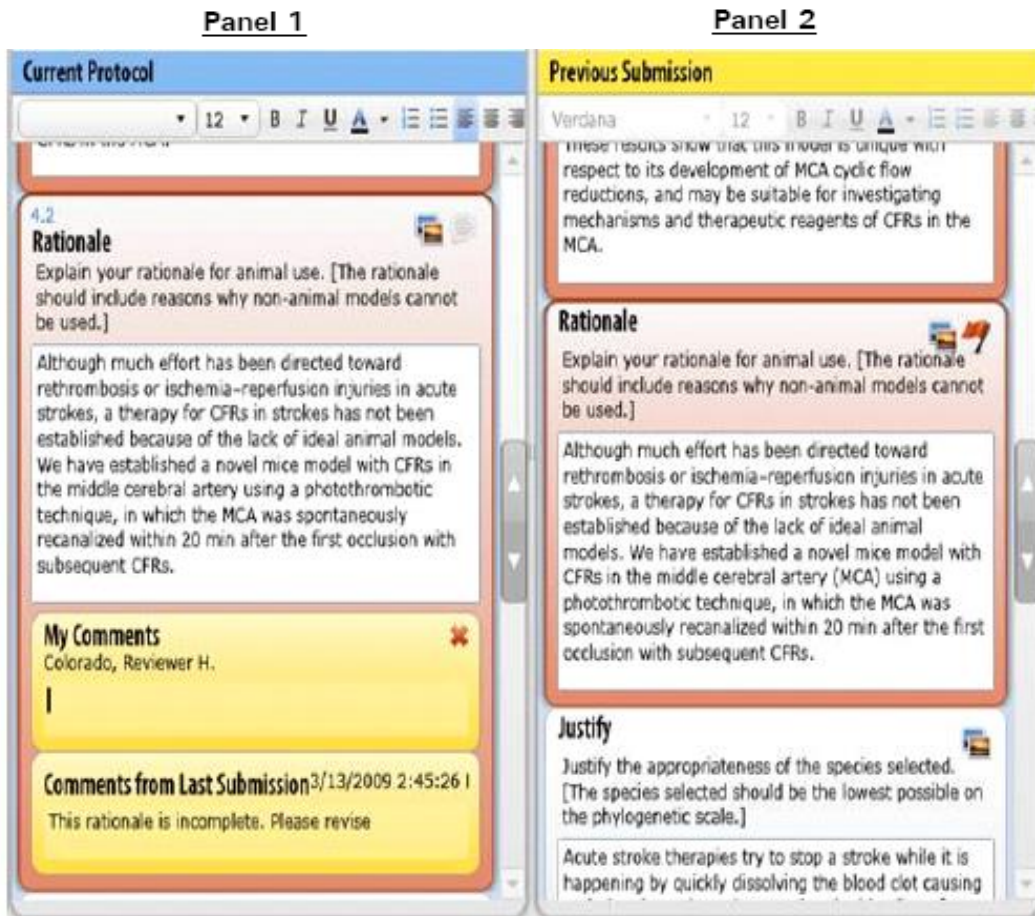 Panel 1
Current Protocol
12 B I U A
4.2
Rationale
Explain your rationale for animal use. [The rationale
should include reasons why non-animal models cannot
be used.]
Although much effort has been directed toward
rethrombosis or ischemia-reperfusion injuries in acute
strokes, a therapy for CFRs in strokes has not been
established because of the lack of ideal animal models.
We have established a novel mice model with CFRs in
the middle cerebral artery using a photothrombotic
technique, in which the MCA was spontaneously
recanalized within 20 min after the first occlusion with
subsequent CFRs.
My Comments
Colorado, Reviewer H.
Comments from Last Submission 3/13/2009 2:45:26
This rationale is incomplete. Please revise
Panel 2
Previous Submission
Verdana 12 B I U A
These results show that this model is unique with
respect to its development of MCA cyclic flow
reductions, and may be suitable for investigating
mechanisms and therapeutic reagents of CFRs in the
MCA.
Rationale
Explain your rationale for animal use. [The rationale
should include reasons why non-animal models cannot
be used.]
Although much effort has been directed toward
rethrombosis or ischemia-reperfusion injuries in acute
strokes, a therapy for CFRs in strokes has not been
established because of the lack of ideal animal
models. We have established a novel mice model with
CFRs in the middle cerebral artery (MCA) using a
photothrombotic technique, in which the MCA was
spontaneously recanalized within 20 min after the first
occlusion with subsequent CFRs.
Justify
Justify the appropriateness of the species selected.
[The species selected should be the lowest possible on
the phylogenetic scale.]
Acute stroke therapies try to stop a stroke while it is
happening by quickly dissolving the blood clot causing